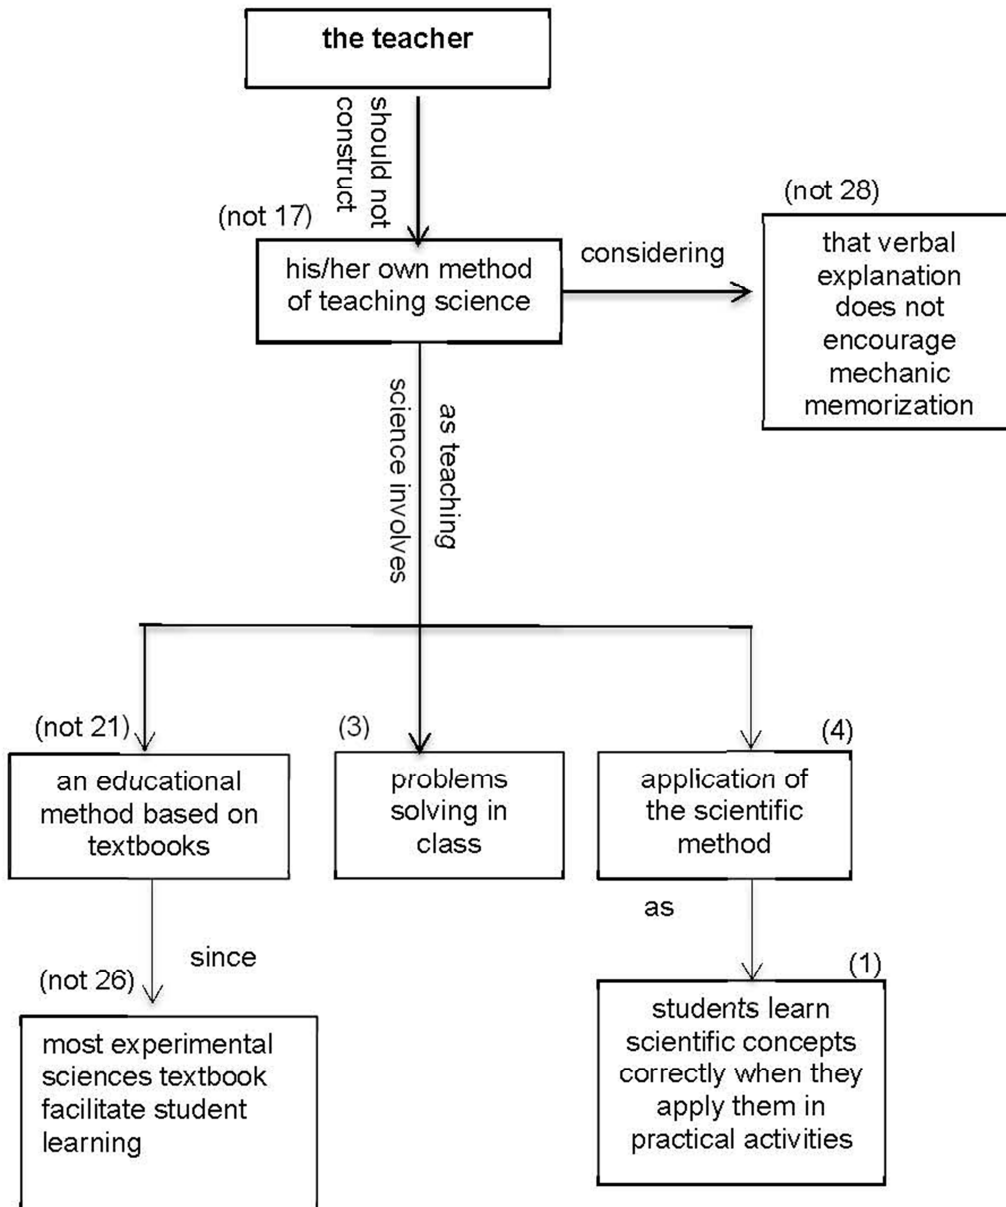 the teacher
should not
construct
(not 17)
his/her own method
of teaching science
considering
(not 28)
that verbal
explanation
does not
encourage
mechanic
memorization
as teaching
science involves
(not 21)
an educational
method based on
textbooks
(3)
problems
solving in
class
(4)
application of
the scientific
method
since
(not 26)
most experimental
sciences textbook
facilitate student
learning
as
(1)
students learn
scientific concepts
correctly when they
apply them in
practical activities